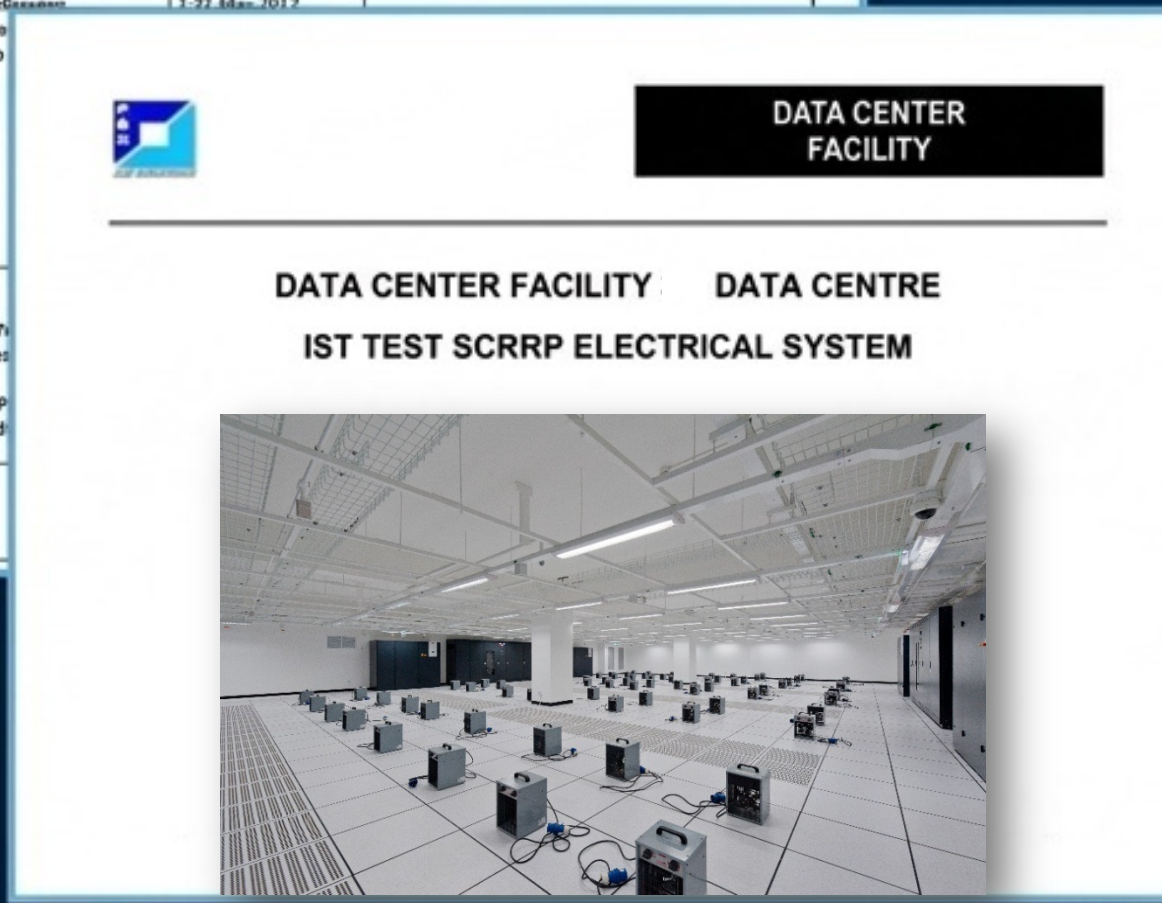 DATA CENTER
FACILITY
DATA CENTER FACILITY DATA CENTRE
IST TEST SCRRP ELECTRICAL SYSTEM